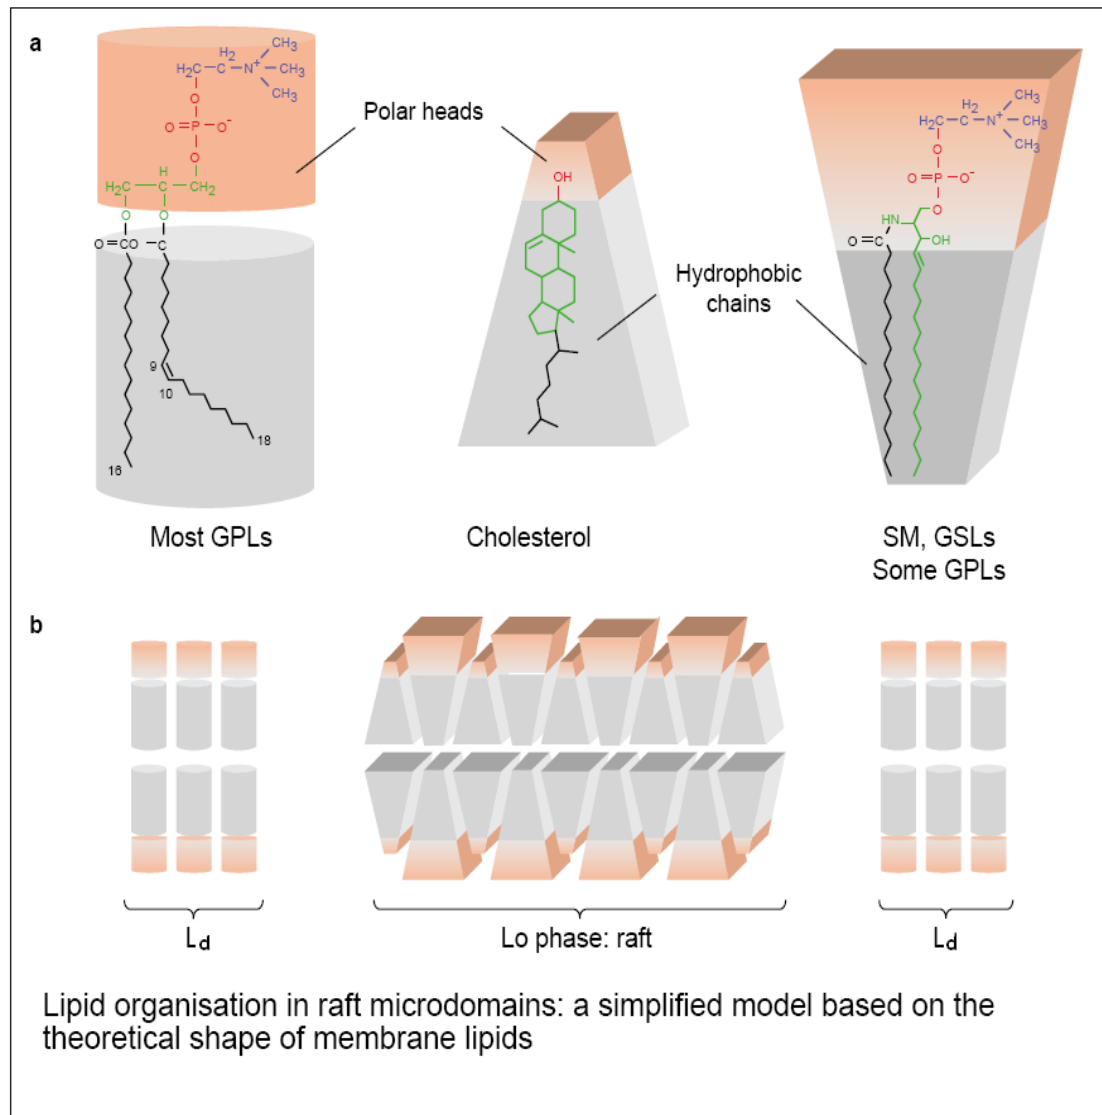 a
H₂
CH₃
H₂C–C–N⁺–CH₃
CH₃
O
O=P–O⁻
O
H
H₂C–C–CH₂
O O
O=CO –C
9
10
18
16
Polar heads
OH
Hydrophobic
chains
H₂
CH₃
H₂C–C–N⁺–CH₃
CH₃
O
O=P–O⁻
O
HN
O=C OH
Most GPLs
Cholesterol
SM, GSLs
Some GPLs
b
Ld
Lo phase: raft
Ld
Lipid organisation in raft microdomains: a simplified model based on the
theoretical shape of membrane lipids